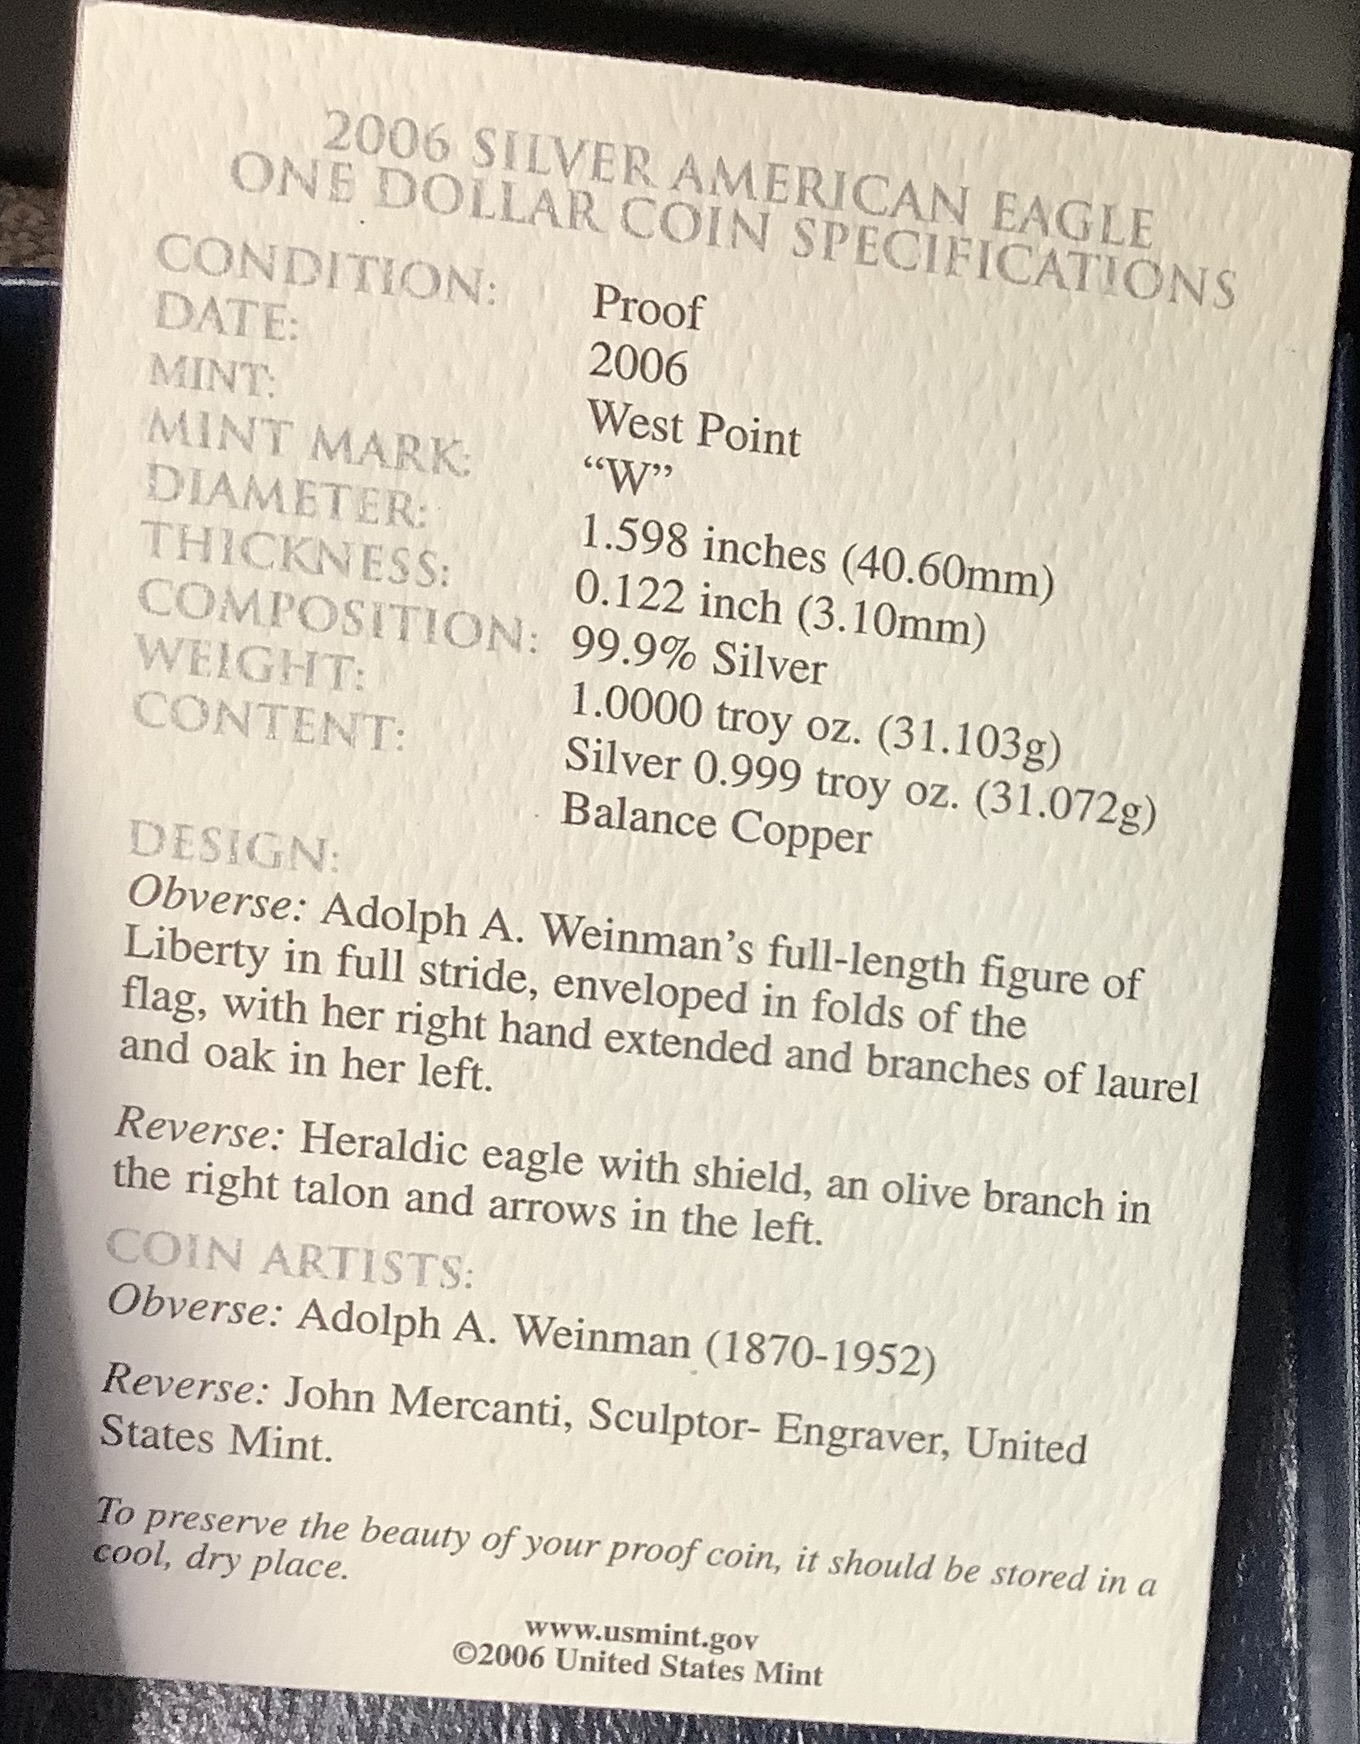 2006 SILVER AMERICAN EAGLE
ONE DOLLAR COIN SPECIFICATIONS
CONDITION: Proof
DATE: 2006
MINT: West Point
MINT MARK: “W”
DIAMETER: 1.598 inches (40.60mm)
THICKNESS: 0.122 inch (3.10mm)
COMPOSITION: 99.9% Silver
WEIGHT: 1.0000 troy oz. (31.103g)
CONTENT: Silver 0.999 troy oz. (31.072g)
Balance Copper
DESIGN:
Obverse: Adolph A. Weinman’s full-length figure of
Liberty in full stride, enveloped in folds of the
flag, with her right hand extended and branches of laurel
and oak in her left.
Reverse: Heraldic eagle with shield, an olive branch in
the right talon and arrows in the left.
COIN ARTISTS:
Obverse: Adolph A. Weinman (1870-1952)
Reverse: John Mercanti, Sculptor- Engraver, United
States Mint.
To preserve the beauty of your proof coin, it should be stored in a
cool, dry place.
www.usmint.gov
©2006 United States Mint